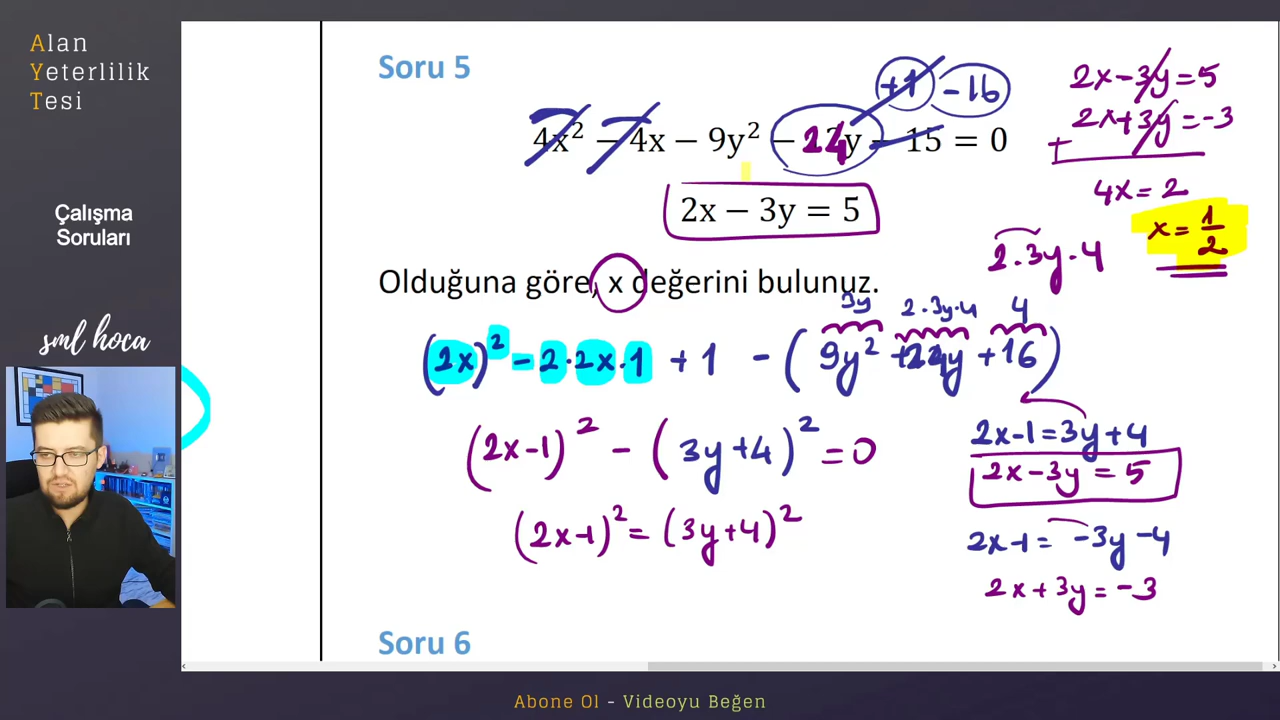 Alan
Yeterlilik
Tesi
Çalışma
Soruları
sml hoca
Soru 5
+1 -16
4x² − 4x − 9y² − 24y − 15 = 0
2x − 3y = 5
Olduğuna göre, x değerini bulunuz.
2x-3y=5
2x+3y=-3
+
4x=2
x=1/2
2·3y·4
3y 2·3y·4 4
(2x)²-2·2x·1+1-(9y²+24y+16)
(2x-1)²-(3y+4)²=0
(2x-1)²=(3y+4)²
2x-1=3y+4
2x-3y=5
2x-1=-3y-4
2x+3y=-3
Soru 6
Abone Ol - Videoyu Beğen